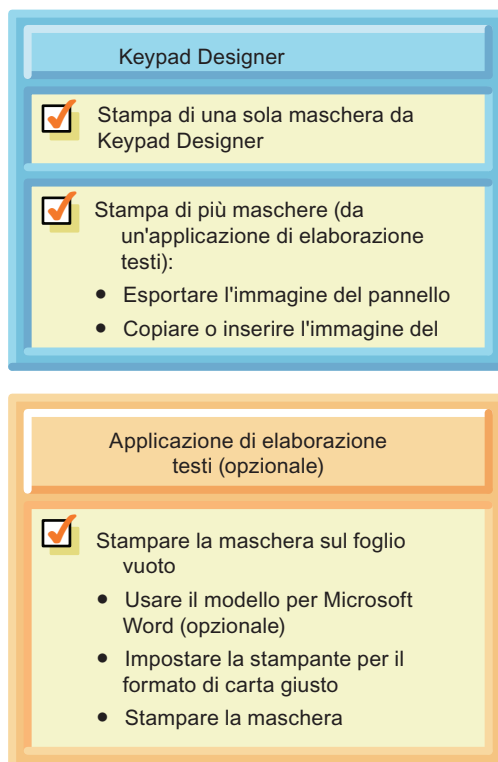 Keypad Designer
Stampa di una sola maschera da
Keypad Designer
Stampa di più maschere (da
un'applicazione di elaborazione
testi):
• Esportare l'immagine del pannello
• Copiare o inserire l'immagine del
Applicazione di elaborazione
testi (opzionale)
Stampare la maschera sul foglio
vuoto
• Usare il modello per Microsoft
Word (opzionale)
• Impostare la stampante per il
formato di carta giusto
• Stampare la maschera